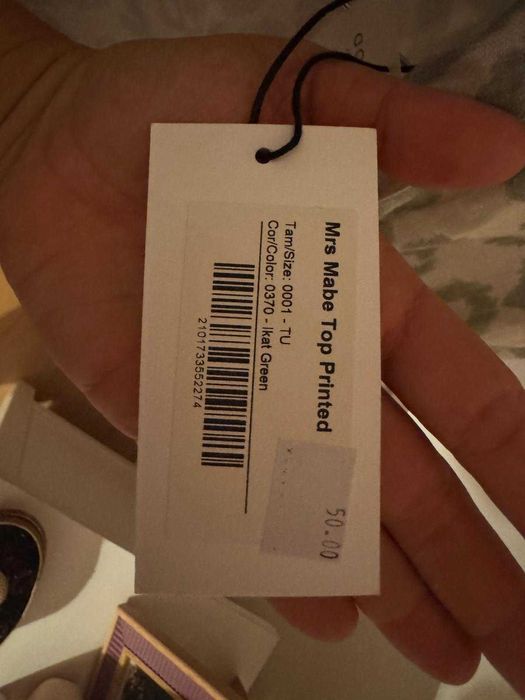 Mrs Mabe Top Printed
Tam/Size: 0001 - TU
Cor/Color: 0370 - Ikat Green
2101733552274
50.00